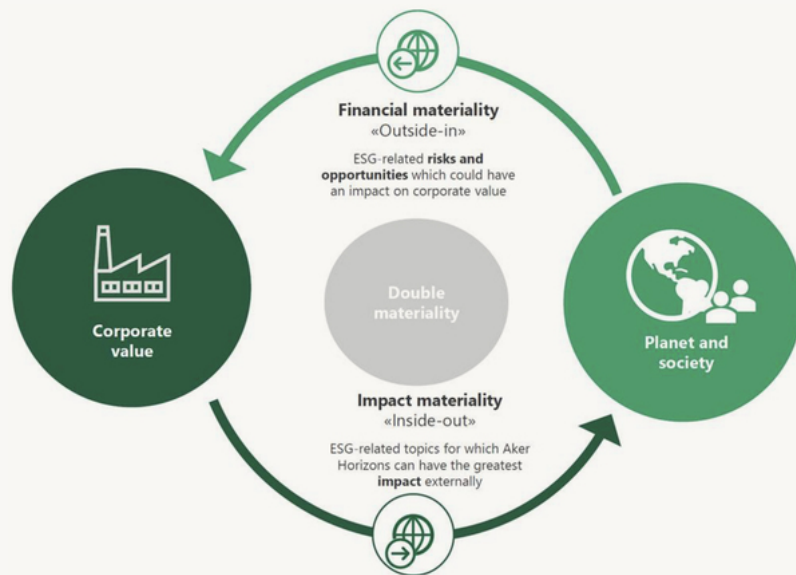 Financial materiality
«Outside-in»
ESG-related risks and
opportunities which could have
an impact on corporate value
Corporate
value
Double
materiality
Planet and
society
Impact materiality
«Inside-out»
ESG-related topics for which Aker
Horizons can have the greatest
impact externally